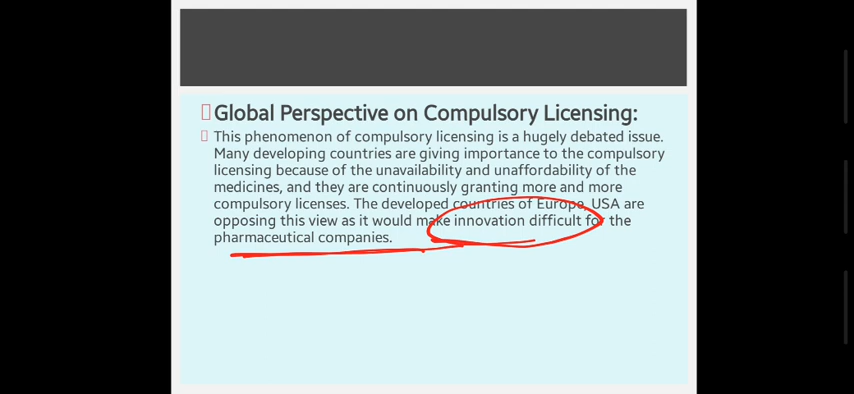 Global Perspective on Compulsory Licensing:
This phenomenon of compulsory licensing is a hugely debated issue.
Many developing countries are giving importance to the compulsory
licensing because of the unavailability and unaffordability of the
medicines, and they are continuously granting more and more
compulsory licenses. The developed countries of Europe, USA are
opposing this view as it would make innovation difficult for the
pharmaceutical companies.